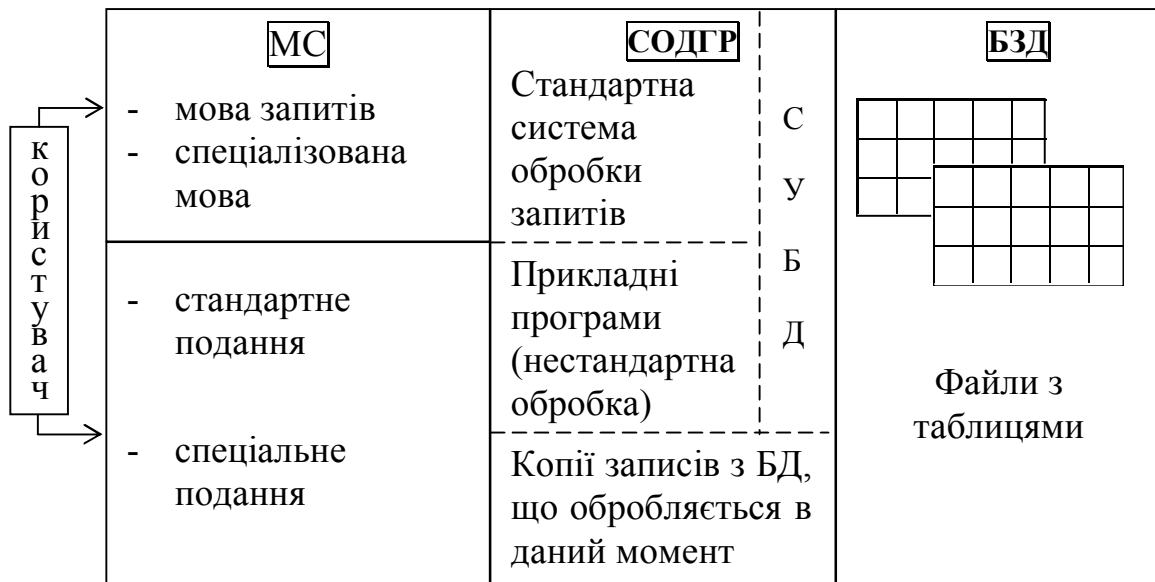 МС
- мова запитів
- спеціалізована
мова
- стандартне
подання
- спеціальне
подання
користувач
СОДГР
Стандартна
система
обробки
запитів
Прикладні
програми
(нестандартна
обробка)
Копії записів з БД,
що обробляється в
даний момент
С
У
Б
Д
БЗД
Файли з
таблицями